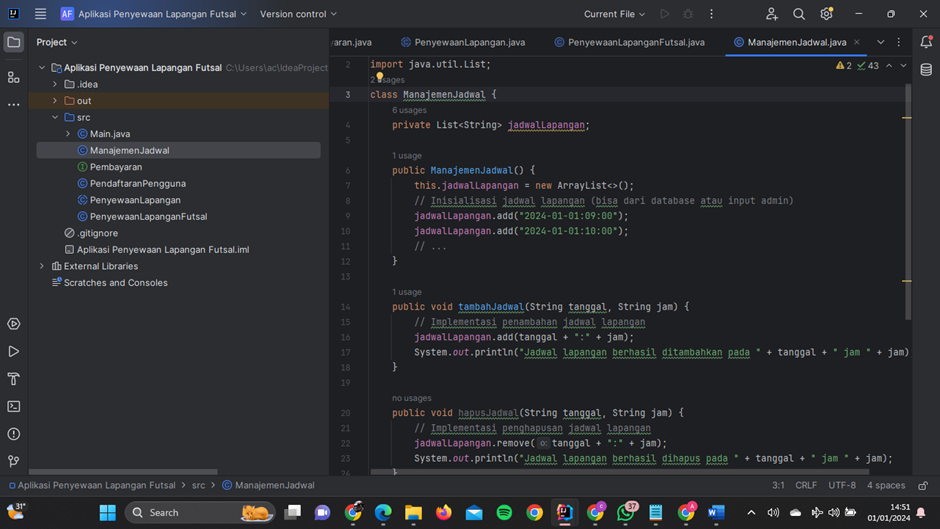 AF Aplikasi Penyewaan Lapangan Futsal Version control Current File
Project
yaran.java PenyewaanLapangan.java PenyewaanLapanganFutsal.java ManajemenJadwal.java
Aplikasi Penyewaan Lapangan Futsal C:\Users\ac\IdeaProject
.idea
out
src
Main.java
ManajemenJadwal
Pembayaran
PendaftaranPengguna
PenyewaanLapangan
PenyewaanLapanganFutsal
.gitignore
Aplikasi Penyewaan Lapangan Futsal.iml
External Libraries
Scratches and Consoles
2 43
2 import java.util.List;
2 usages
3 class ManajemenJadwal {
6 usages
4 private List<String> jadwalLapangan;
5
1 usage
6 public ManajemenJadwal() {
7 this.jadwalLapangan = new ArrayList<>();
8 // Inisialisasi jadwal lapangan (bisa dari database atau input admin)
9 jadwalLapangan.add("2024-01-01:09:00");
10 jadwalLapangan.add("2024-01-01:10:00");
11 // ...
12 }
13
1 usage
14 public void tambahJadwal(String tanggal, String jam) {
15 // Implementasi penambahan jadwal lapangan
16 jadwalLapangan.add(tanggal + ":" + jam);
17 System.out.println("Jadwal lapangan berhasil ditambahkan pada " + tanggal + " jam " + jam)
18 }
19
no usages
20 public void hapusJadwal(String tanggal, String jam) {
21 // Implementasi penghapusan jadwal lapangan
22 jadwalLapangan.remove( o: tanggal + ":" + jam);
23 System.out.println("Jadwal lapangan berhasil dihapus pada " + tanggal + " jam " + jam);
24 }
Aplikasi Penyewaan Lapangan Futsal > src > ManajemenJadwal 3:1 CRLF UTF-8 4 spaces
31° Search 37 14:51
01/01/2024